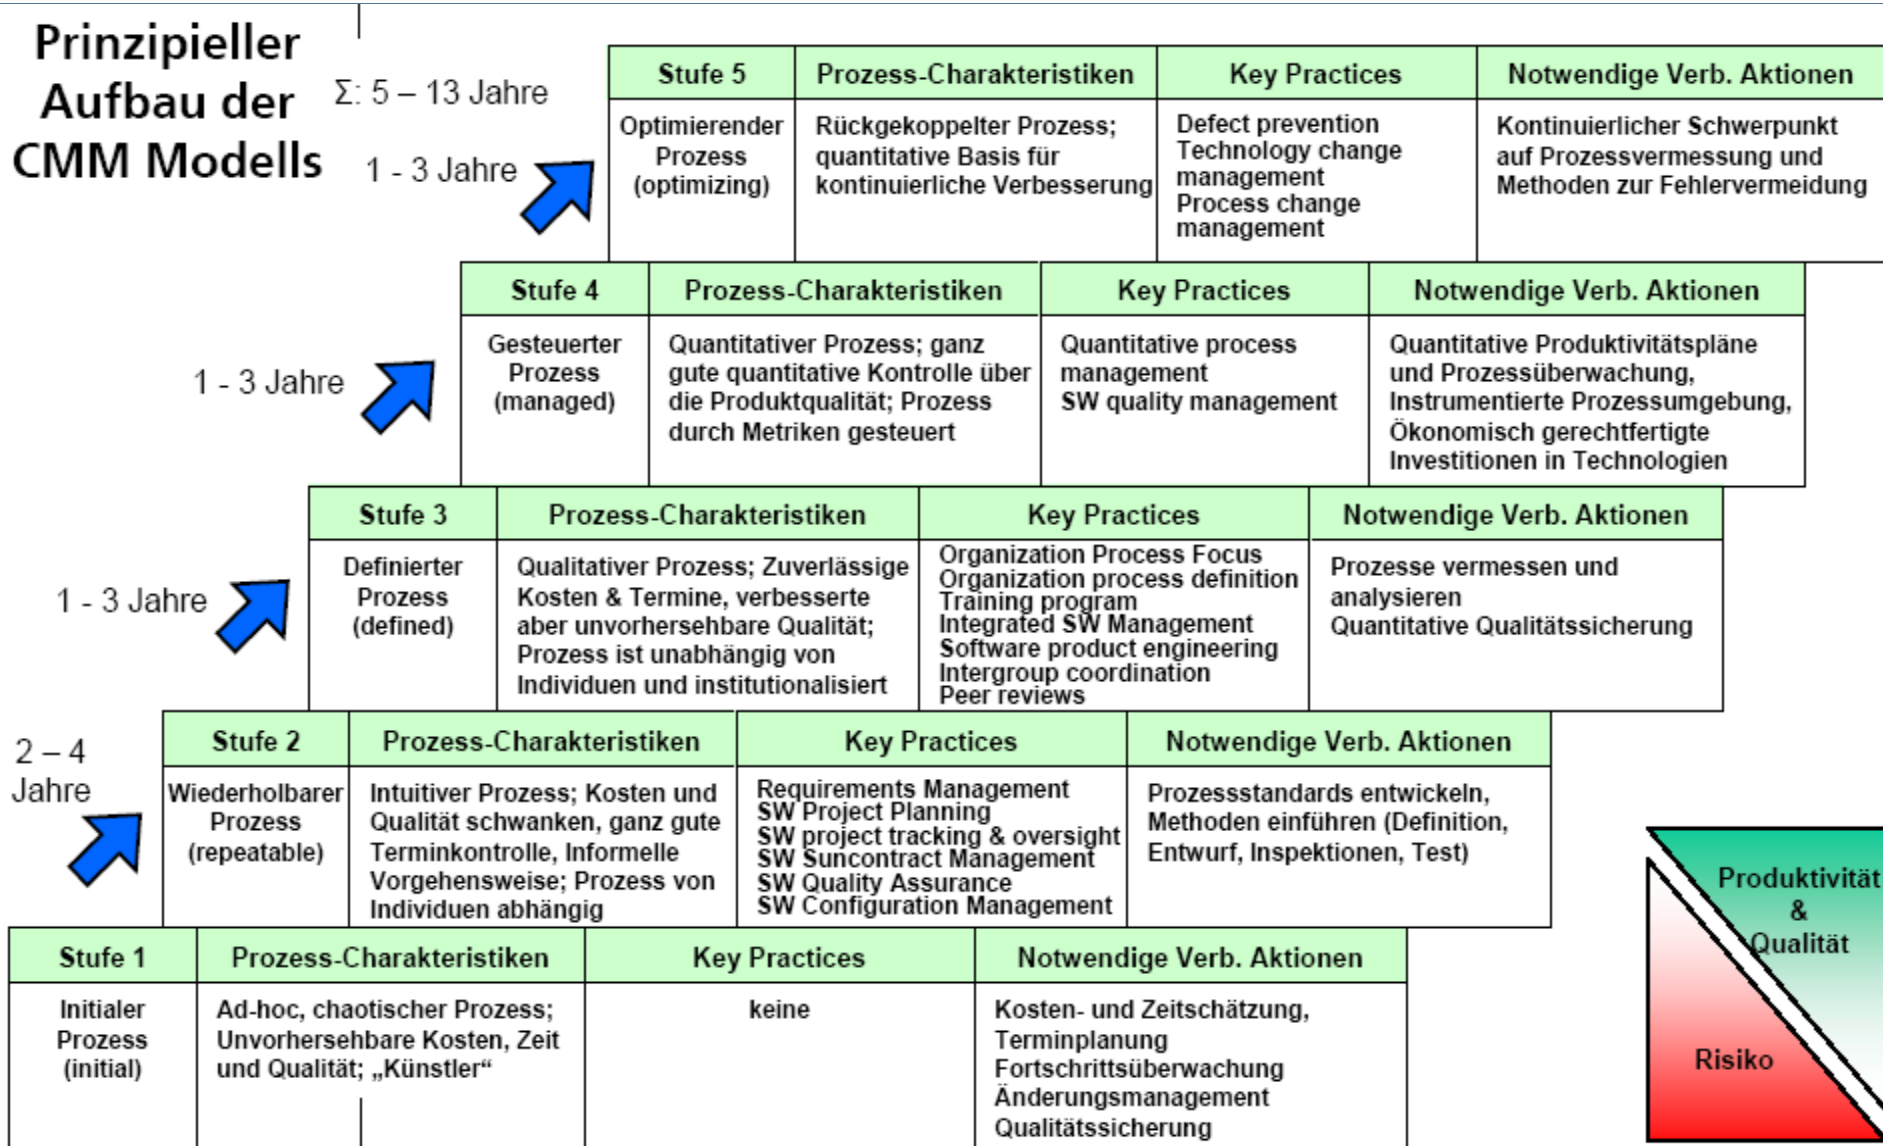 Prinzipieller
Aufbau der
CMM Modells
Σ: 5 – 13 Jahre
1 - 3 Jahre
Stufe 5
Prozess-Charakteristiken
Key Practices
Notwendige Verb. Aktionen
Optimierender
Prozess
(optimizing)
Rückgekoppelter Prozess;
quantitative Basis für
kontinuierliche Verbesserung
Defect prevention
Technology change
management
Process change
management
Kontinuierlicher Schwerpunkt
auf Prozessvermessung und
Methoden zur Fehlervermeidung
1 - 3 Jahre
Stufe 4
Prozess-Charakteristiken
Key Practices
Notwendige Verb. Aktionen
Gesteuerter
Prozess
(managed)
Quantitativer Prozess; ganz
gute quantitative Kontrolle über
die Produktqualität; Prozess
durch Metriken gesteuert
Quantitative process
management
SW quality management
Quantitative Produktivitätspläne
und Prozessüberwachung,
Instrumentierte Prozessumgebung,
Ökonomisch gerechtfertigte
Investitionen in Technologien
1 - 3 Jahre
Stufe 3
Prozess-Charakteristiken
Key Practices
Notwendige Verb. Aktionen
Definierter
Prozess
(defined)
Qualitativer Prozess; Zuverlässige
Kosten & Termine, verbesserte
aber unvorhersehbare Qualität;
Prozess ist unabhängig von
Individuen und institutionalisiert
Organization Process Focus
Organization process definition
Training program
Integrated SW Management
Software product engineering
Intergroup coordination
Peer reviews
Prozesse vermessen und
analysieren
Quantitative Qualitätssicherung
2 – 4
Jahre
Stufe 2
Prozess-Charakteristiken
Key Practices
Notwendige Verb. Aktionen
Wiederholbarer
Prozess
(repeatable)
Intuitiver Prozess; Kosten und
Qualität schwanken, ganz gute
Terminkontrolle, Informelle
Vorgehensweise; Prozess von
Individuen abhängig
Requirements Management
SW Project Planning
SW project tracking & oversight
SW Suncontract Management
SW Quality Assurance
SW Configuration Management
Prozessstandards entwickeln,
Methoden einführen (Definition,
Entwurf, Inspektionen, Test)
Stufe 1
Prozess-Charakteristiken
Key Practices
Notwendige Verb. Aktionen
Initialer
Prozess
(initial)
Ad-hoc, chaotischer Prozess;
Unvorhersehbare Kosten, Zeit
und Qualität; „Künstler“
keine
Kosten- und Zeitschätzung,
Terminplanung
Fortschrittsüberwachung
Änderungsmanagement
Qualitätssicherung
Produktivität
&
Qualität
Risiko